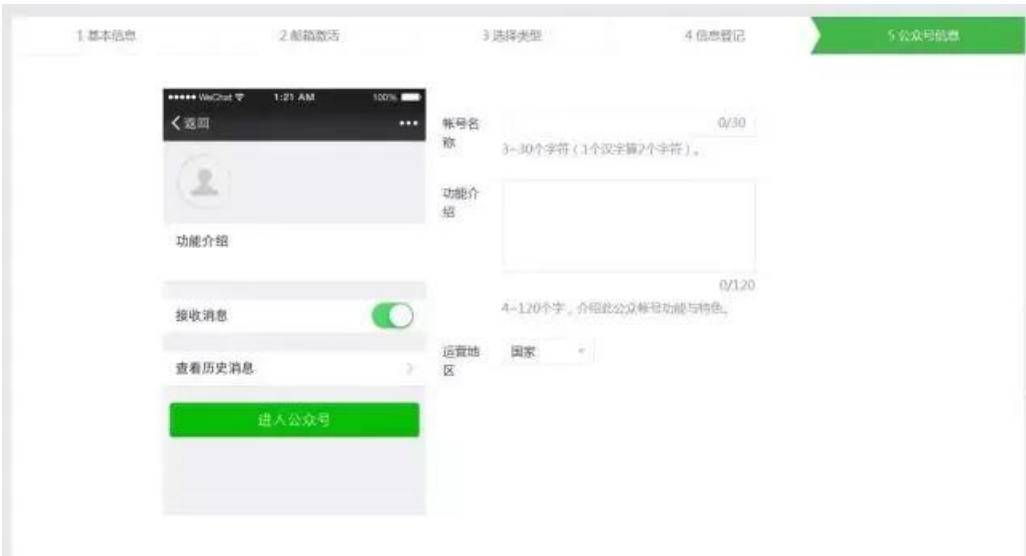 1 基本信息
2 邮箱激活
3 选择类型
4 信息登记
5 公众号信息
WeChat 1:21 AM 100%
返回
功能介绍
接收消息
查看历史消息
进入公众号
帐号名
称
0/30
3-30个字符（1个汉字算2个字符）。
功能介
绍
0/120
4-120个字，介绍此公众帐号功能与特色。
运营地
区
国家